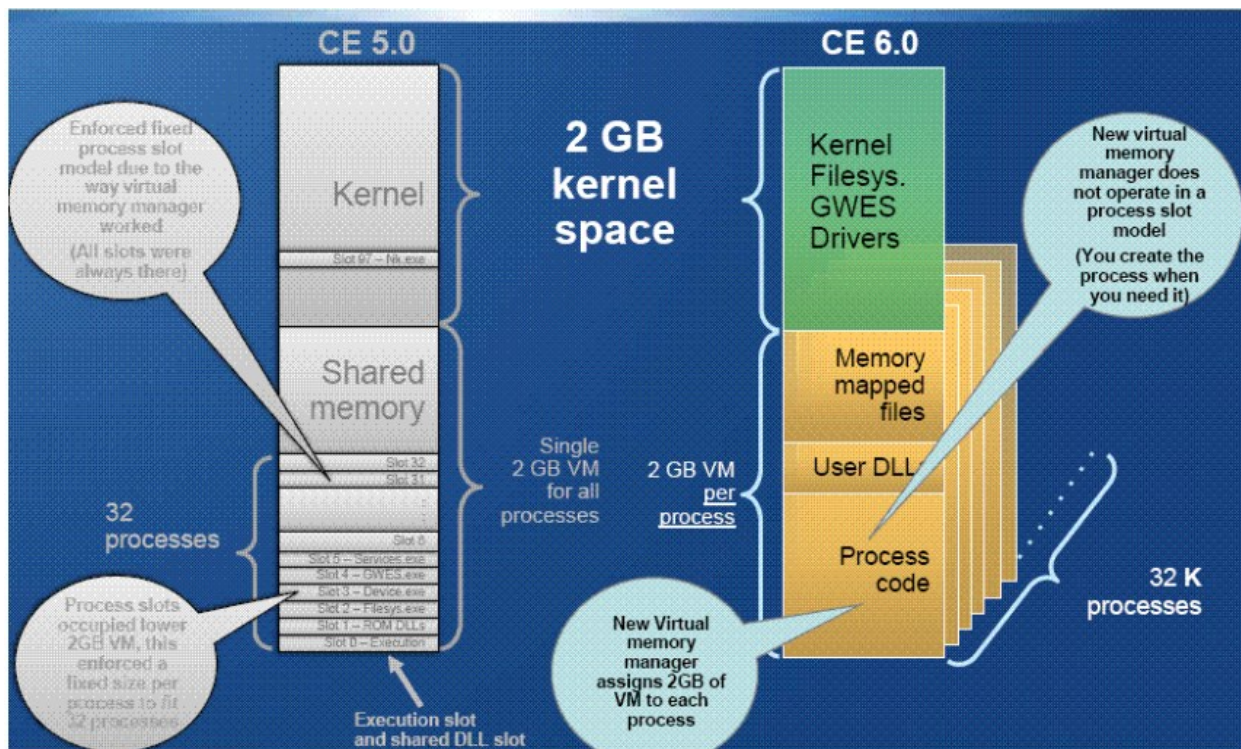 CE 5.0
CE 6.0
Enforced fixed
process slot
model due to the
way virtual
memory manager
worked
(All slots were
always there)
Kernel
Slot 97 – Nk.exe
Shared
memory
Slot 32
Slot 31
Slot 6
Slot 5 – Services.exe
Slot 4 – GWES.exe
Slot 3 – Device.exe
Slot 2 – Filesys.exe
Slot 1 – ROM DLLs
Slot 0 – Execution
32
processes
Process slots
occupied lower
2GB VM, this
enforced a
fixed size per
process to fit
32 processes
Execution slot
and shared DLL slot
Single
2 GB VM
for all
processes
2 GB
kernel
space
Kernel
Filesys.
GWES
Drivers
Memory
mapped
files
User DLLs
Process
code
2 GB VM
per
process
New virtual
memory
manager does
not operate in a
process slot
model
(You create the
process when
you need it)
32 K
processes
New Virtual
memory
manager
assigns 2GB of
VM to each
process